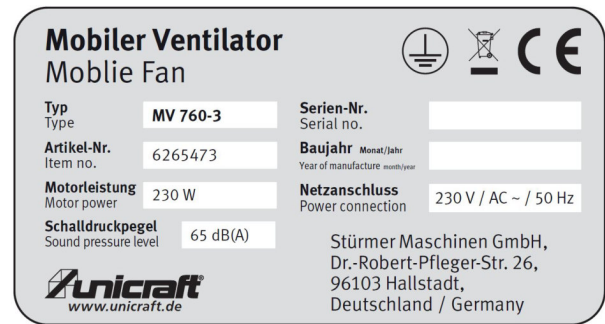 Mobiler Ventilator
Moblie Fan
Typ
Type
MV 760-3
Artikel-Nr.
Item no.
6265473
Motorleistung
Motor power
230 W
Schalldruckpegel
Sound pressure level
65 dB(A)
unicraft®
www.unicraft.de
CE
Serien-Nr.
Serial no.
Baujahr Monat/Jahr
Year of manufacture month/year
Netzanschluss
Power connection
230 V / AC ~ / 50 Hz
Stürmer Maschinen GmbH,
Dr.-Robert-Pfleger-Str. 26,
96103 Hallstadt,
Deutschland / Germany